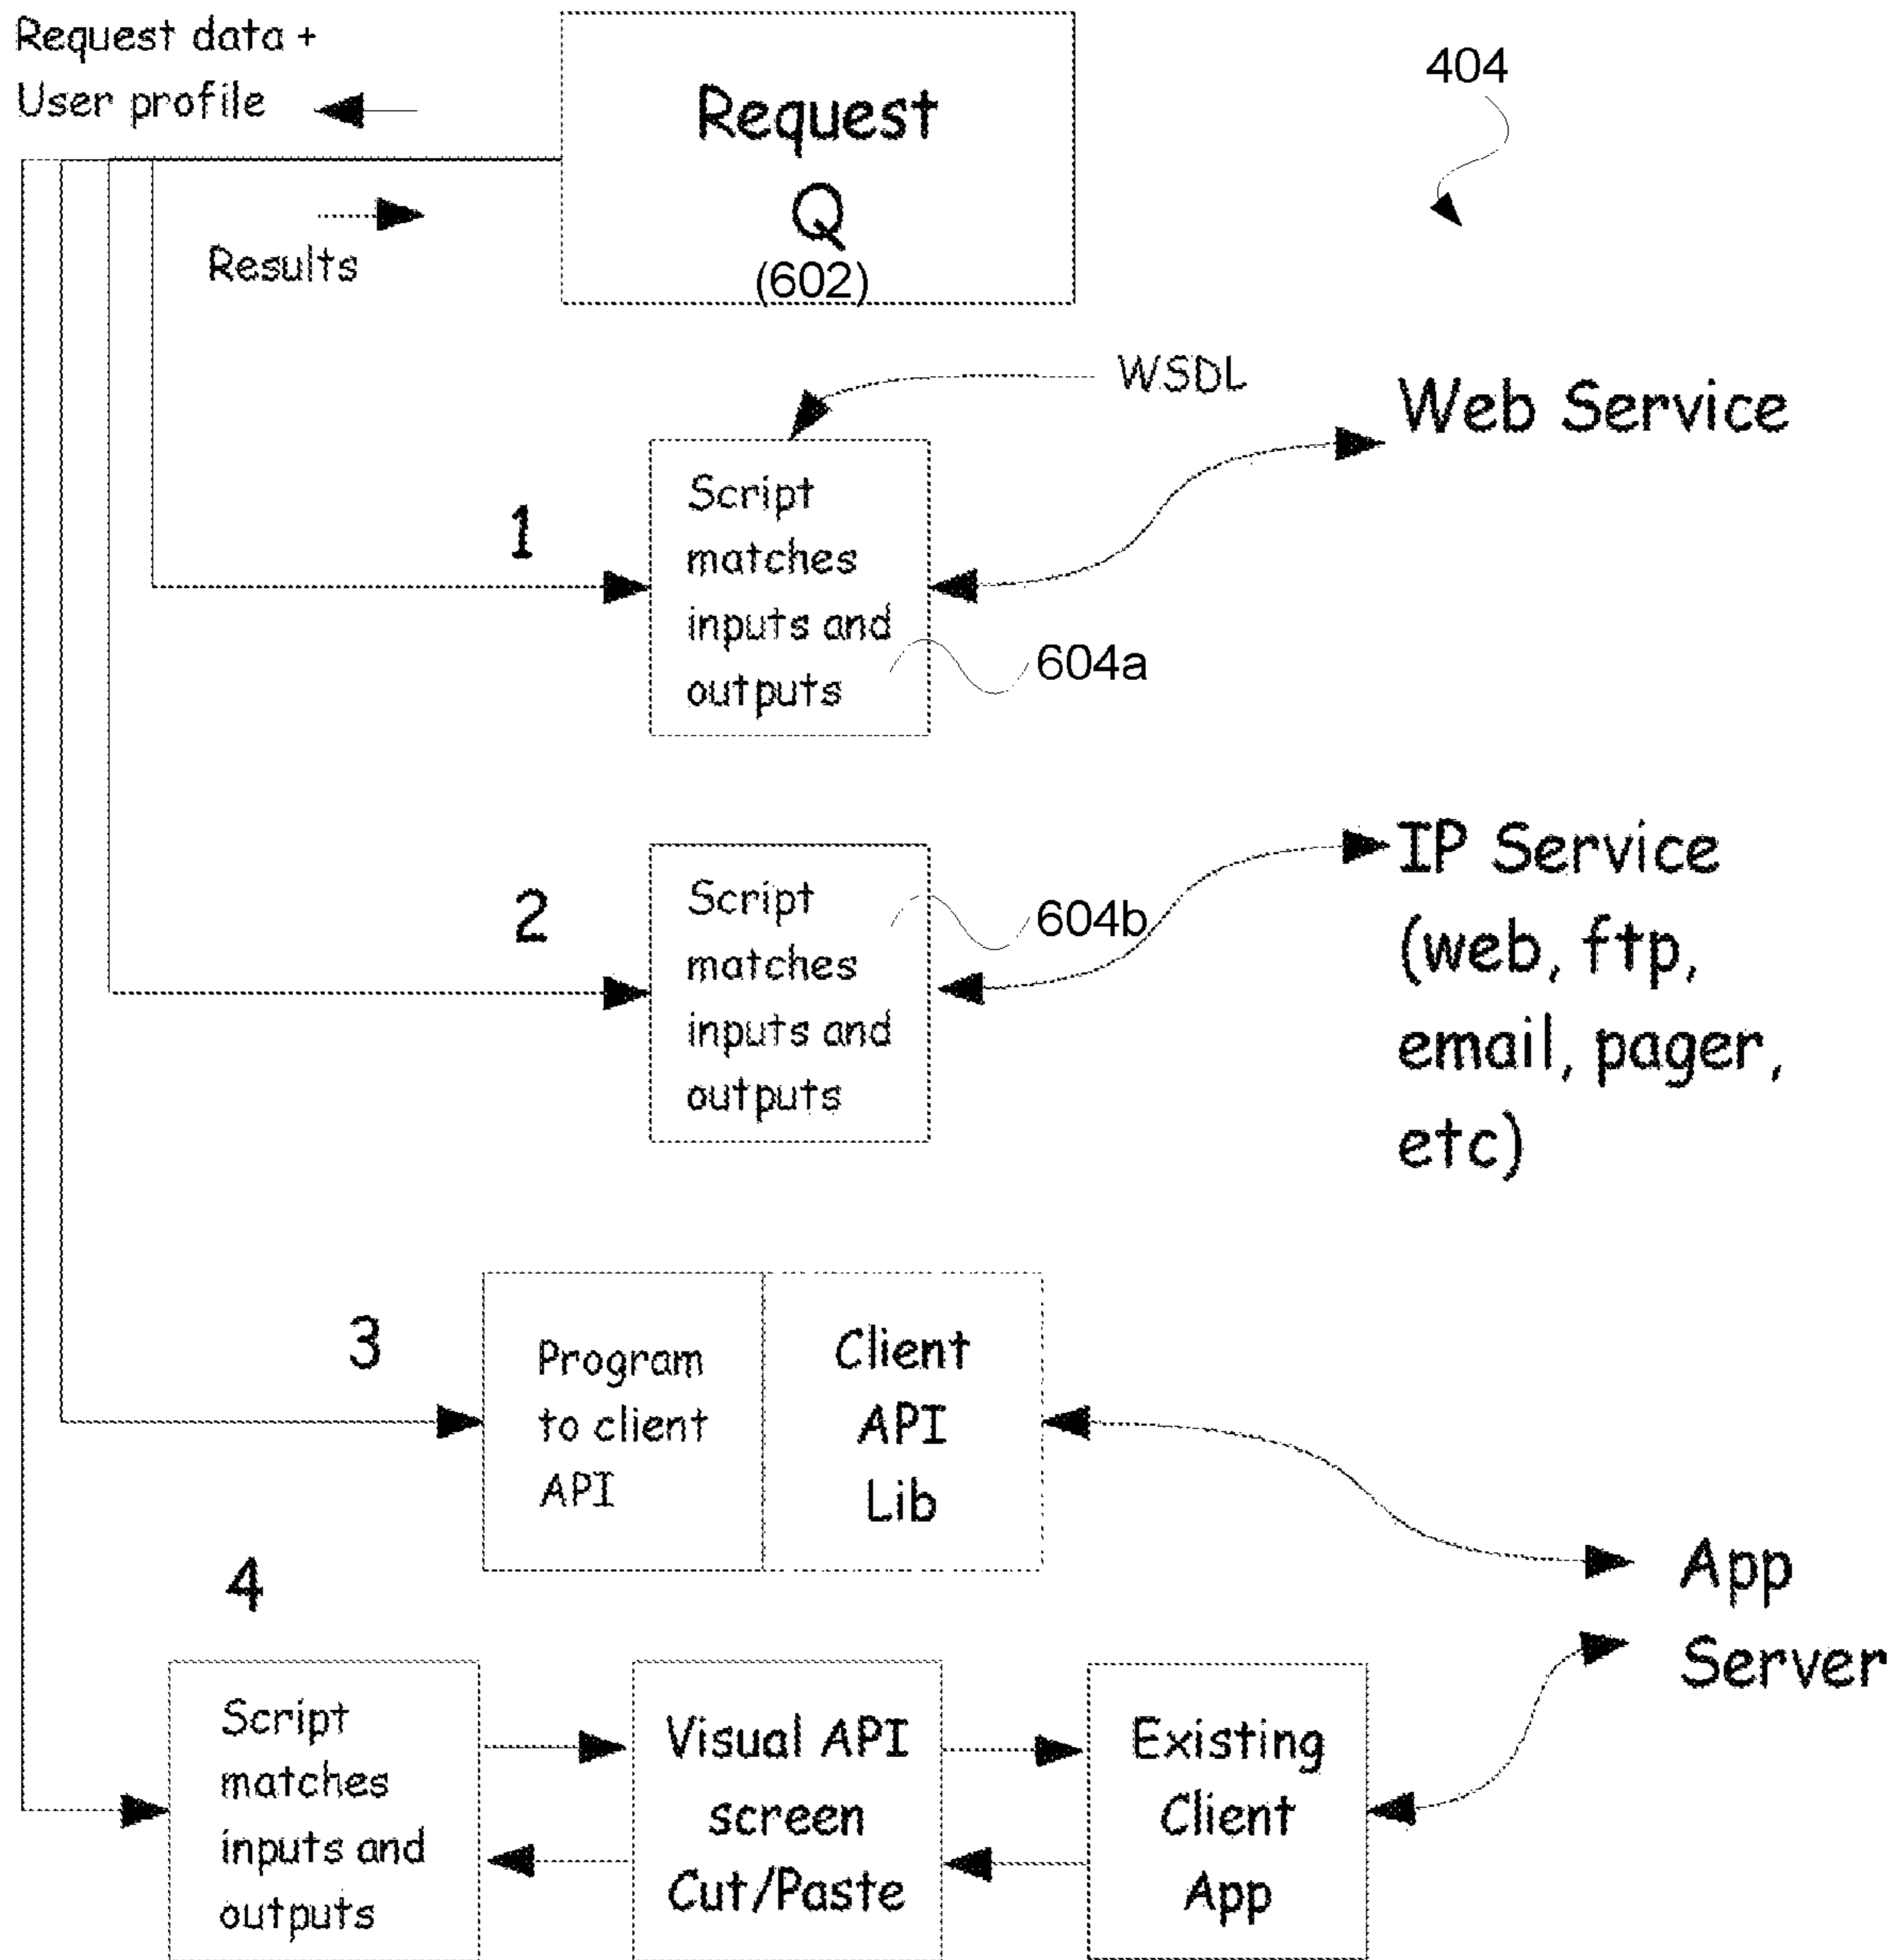 Request data +
User profile
Results
Request
Q
(602)
404
WSDL
Web Service
1
Script
matches
inputs and
outputs
604a
2
Script
matches
inputs and
outputs
604b
IP Service
(web, ftp,
email, pager,
etc)
3
Program
to client
API
Client
API
Lib
App
Server
4
Script
matches
inputs and
outputs
Visual API
screen
Cut/Paste
Existing
Client
App